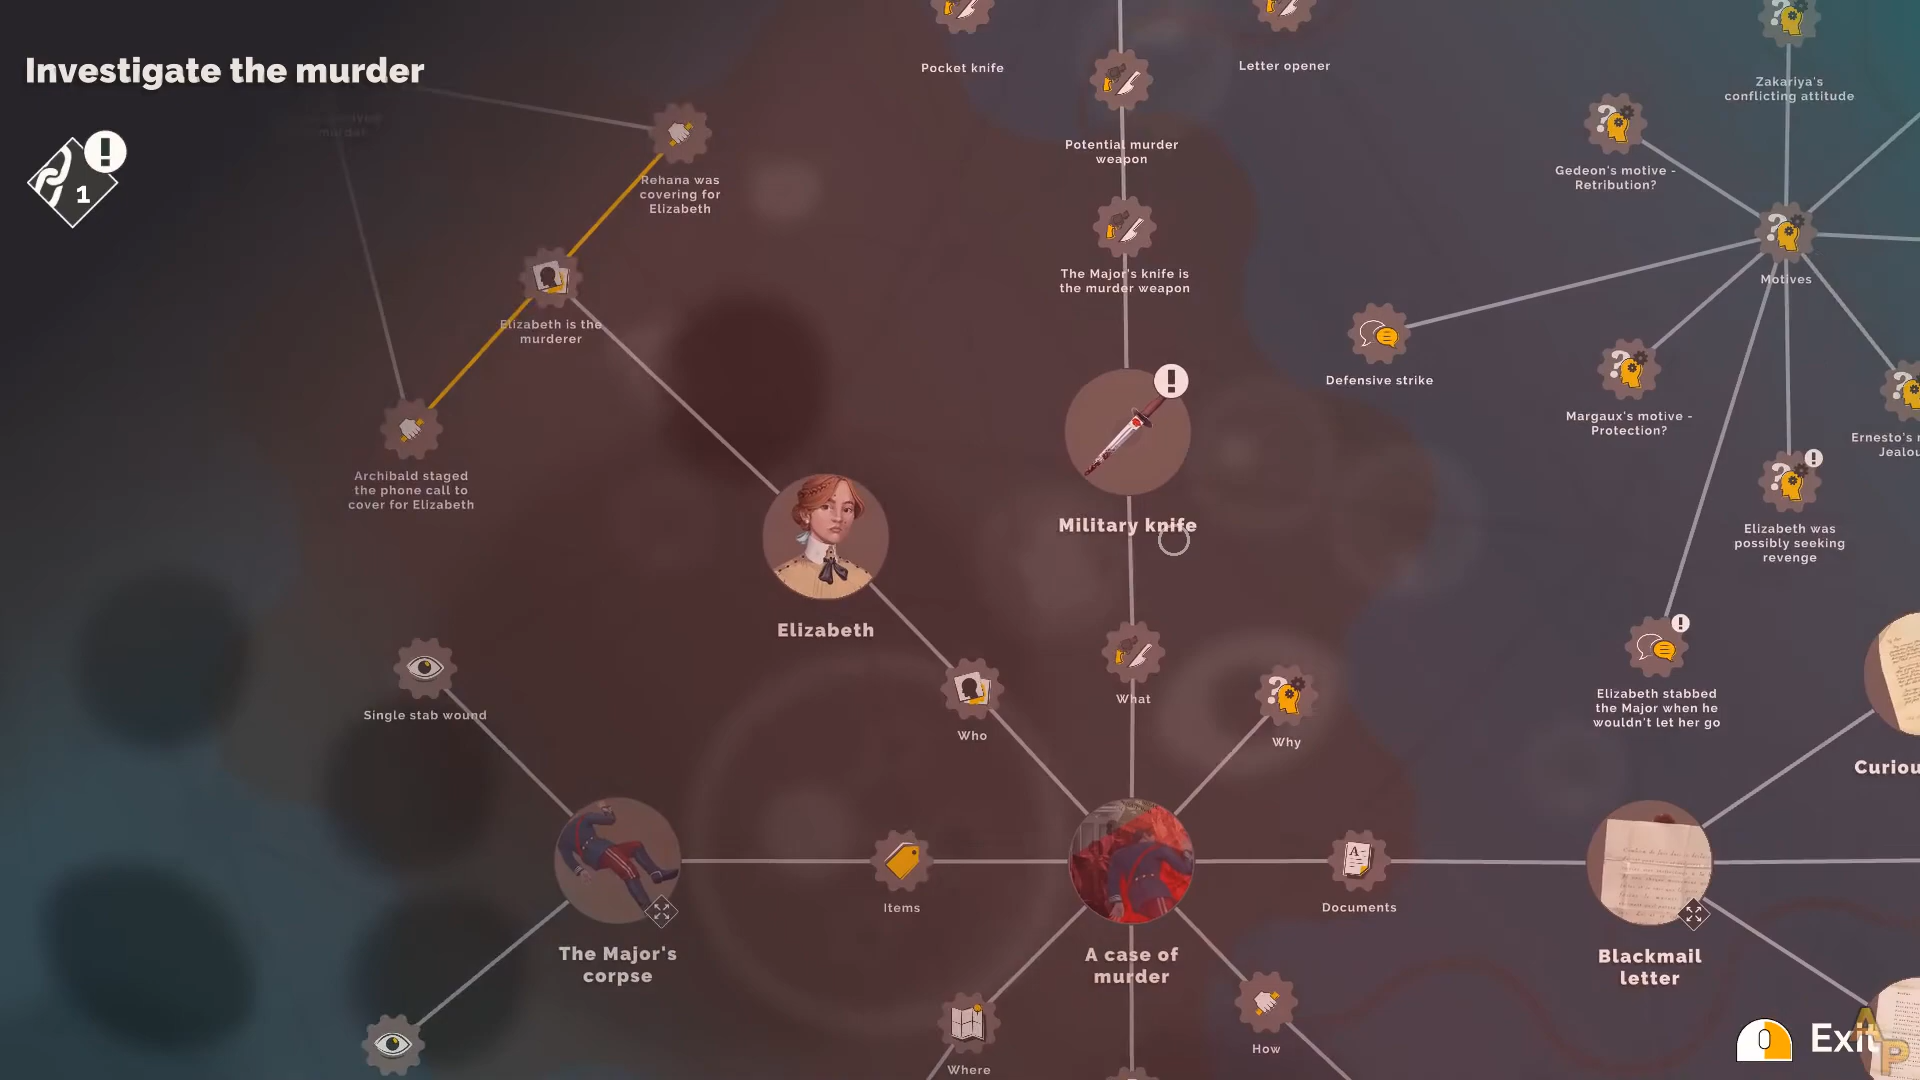 Investigate the murder
1
Pocket knife
Letter opener
Potential murder
weapon
Zakariya's
conflicting attitude
Gedeon's motive -
Retribution?
Rehana was
covering for
Elizabeth
The Major's knife is
the murder weapon
Motives
Elizabeth is the
murderer
Defensive strike
Margaux's motive -
Protection?
Ernesto's
Jealou
Archibald staged
the phone call to
cover for Elizabeth
Military knife
Elizabeth was
possibly seeking
revenge
Elizabeth
What
Elizabeth stabbed
the Major when he
wouldn't let her go
Single stab wound
Who
Why
Curiou
Items
Documents
The Major's
corpse
A case of
murder
Blackmail
letter
How
Where
Exit
AP